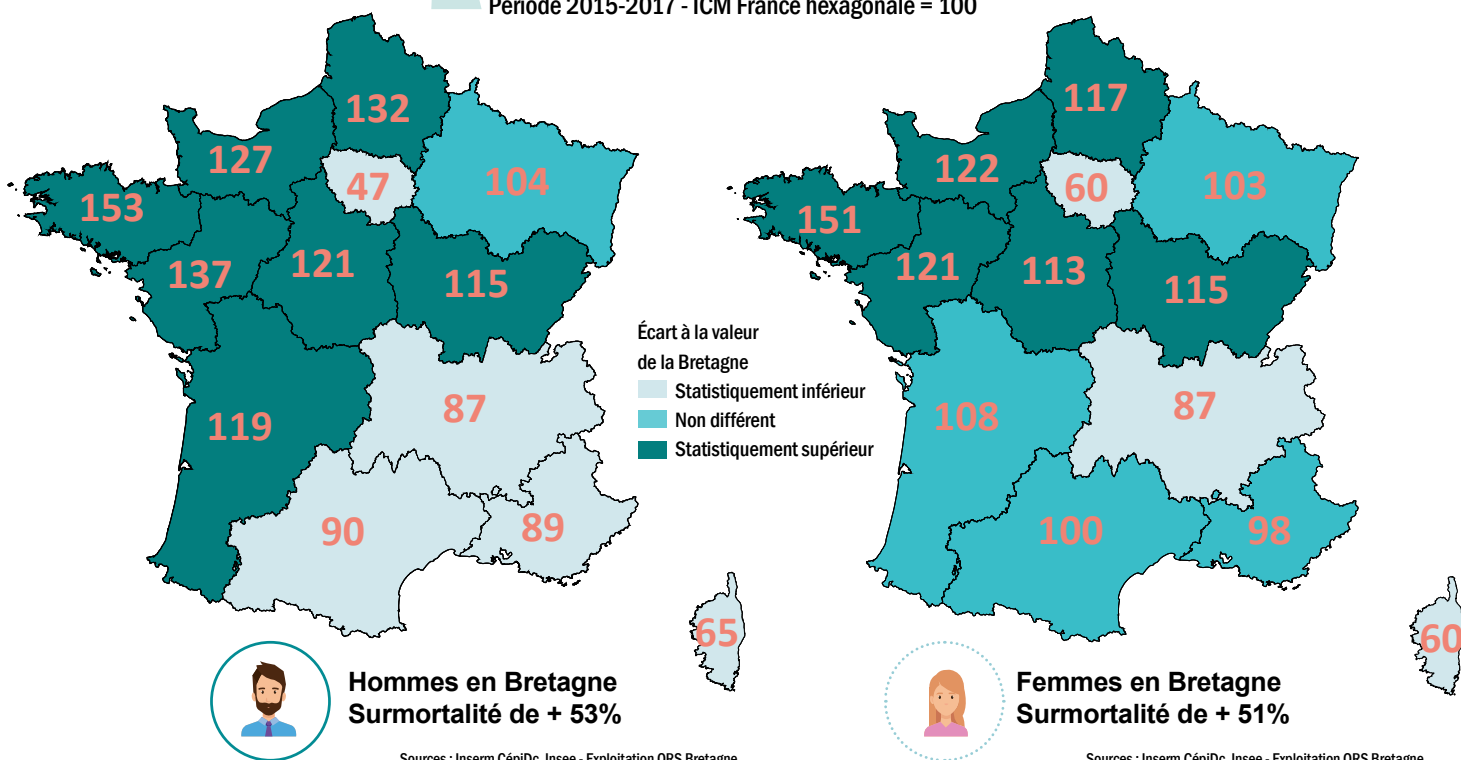 Période 2015-2017 - ICM France hexagonale = 100
132
127
47
104
153
137
121
115
119
87
90
89
65
117
122
60
103
151
121
113
115
108
87
100
98
60
Écart à la valeur
de la Bretagne
Statistiquement inférieur
Non différent
Statistiquement supérieur
Hommes en Bretagne
Surmortalité de + 53%
Femmes en Bretagne
Surmortalité de + 51%
Sources : Inserm CépiDc, Insee - Exploitation ORS Bretagne
Sources : Inserm CépiDc, Insee - Exploitation ORS Bretagne